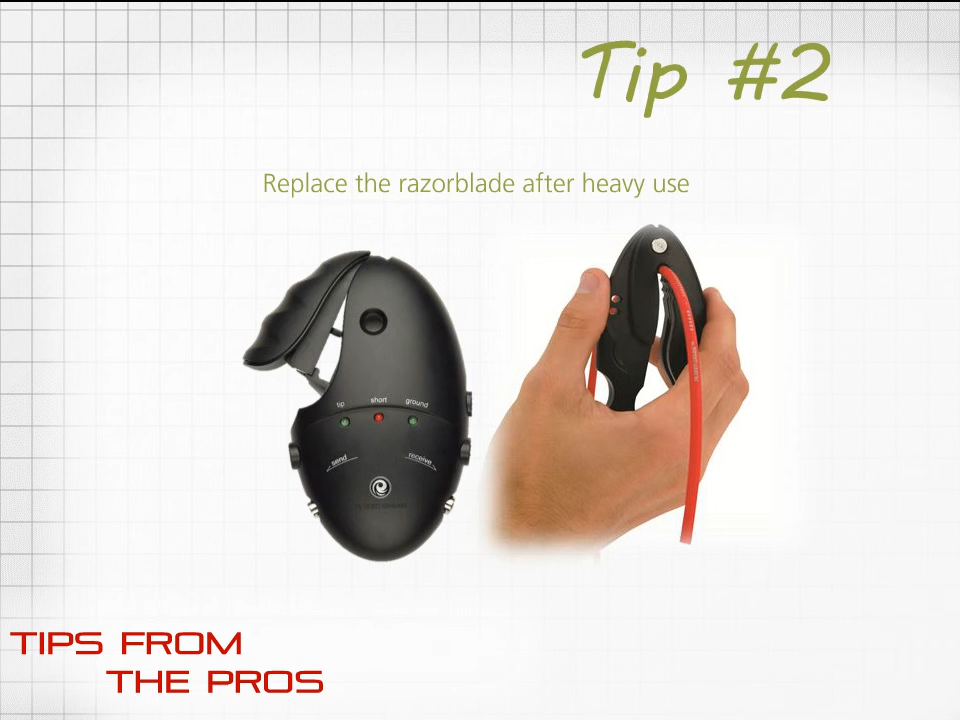 Tip #2
Replace the razorblade after heavy use
tip short ground
send receive
TIPS FROM
THE PROS